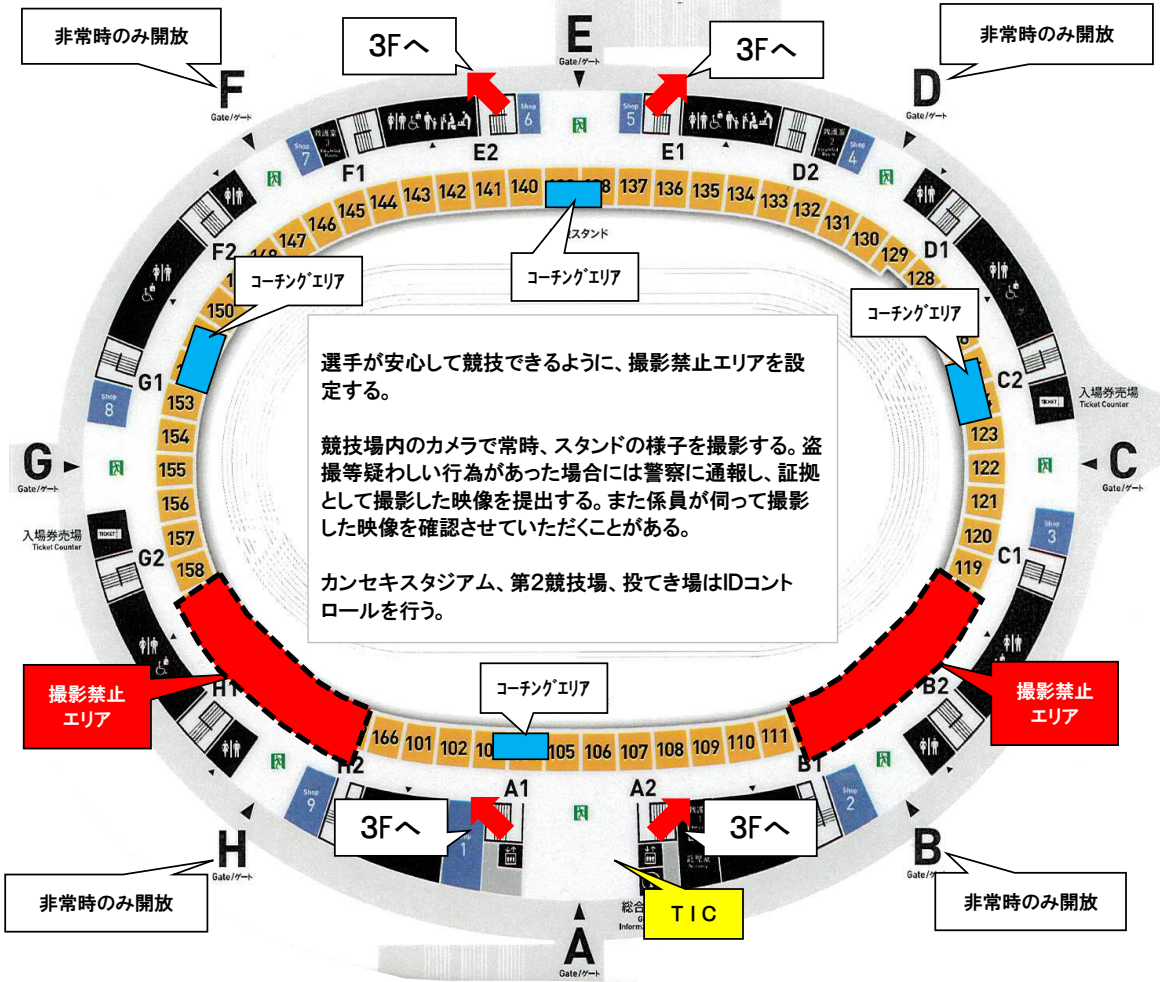 非常時のみ開放
3Fへ
E
Gate/ゲート
3Fへ
非常時のみ開放
F
Gate/ゲート
D
Gate/ゲート
Shop
7
Shop
6
Shop
5
Shop
4
F1
E2
E1
D2
F2
D1
147
146
145
144
143
142
141
140
137
136
135
134
133
132
131
130
129
128
スタンド
コーチングエリア
コーチングエリア
コーチングエリア
150
選手が安心して競技できるように、撮影禁止エリアを設
定する。
競技場内のカメラで常時、スタンドの様子を撮影する。盗
撮等疑わしい行為があった場合には警察に通報し、証拠
として撮影した映像を提出する。また係員が伺って撮影
した映像を確認させていただくことがある。
カンセキスタジアム、第2競技場、投てき場はIDコント
ロールを行う。
G1
Shop
8
153
154
155
156
157
158
G
Gate/ゲート
入場券売場
Ticket Counter
TICKET
G2
C2
TICKET
入場券売場
Ticket Counter
123
122
121
120
119
C
Gate/ゲート
Shop
3
C1
撮影禁止
エリア
H1
H2
コーチングエリア
B2
B1
撮影禁止
エリア
166
101
102
105
106
107
108
109
110
111
A1
A2
Shop
9
3Fへ
1
3Fへ
Shop
2
H
Gate/ゲート
B
非常時のみ開放
非常時のみ開放
TIC
総合
A
Gate/ゲート